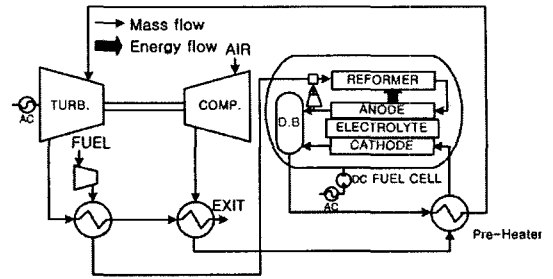 Mass flow
Energy flow
AIR
REFORMER
TURB.
COMP.
ANODE
D.B
ELECTROLYTE
CATHODE
AC
FUEL
DC FUEL CELL
AC
EXIT
Pre-Heater